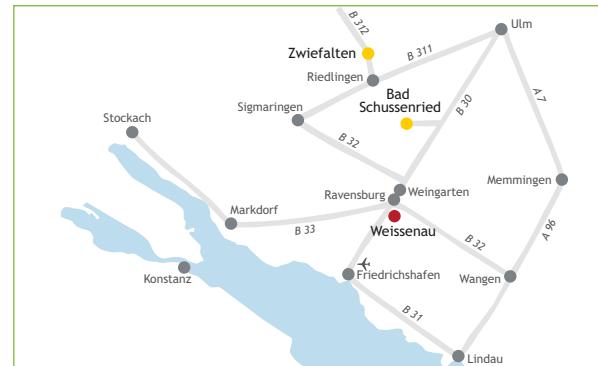 B 312
Ulm
Zwiefalten
B 311
Riedlingen
Bad
Schussenried
B 30
A 7
Sigmaringen
Stockach
B 32
Memmingen
Ravensburg
Weingarten
Markdorf
B 33
Weissenau
B 32
A 96
Konstanz
Friedrichshafen
Wangen
B 31
Lindau